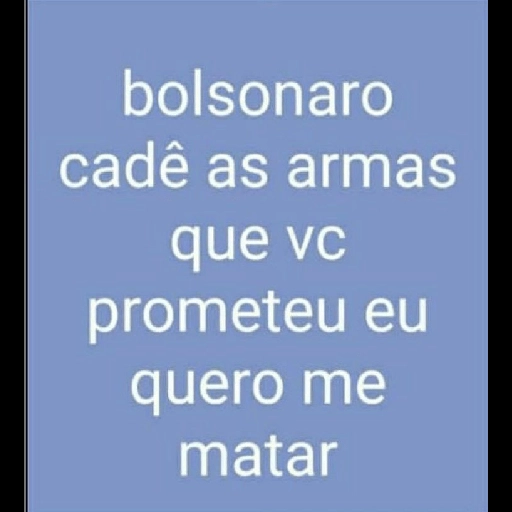 bolsonaro
cadê as armas
que vc
prometeu eu
quero me
matar